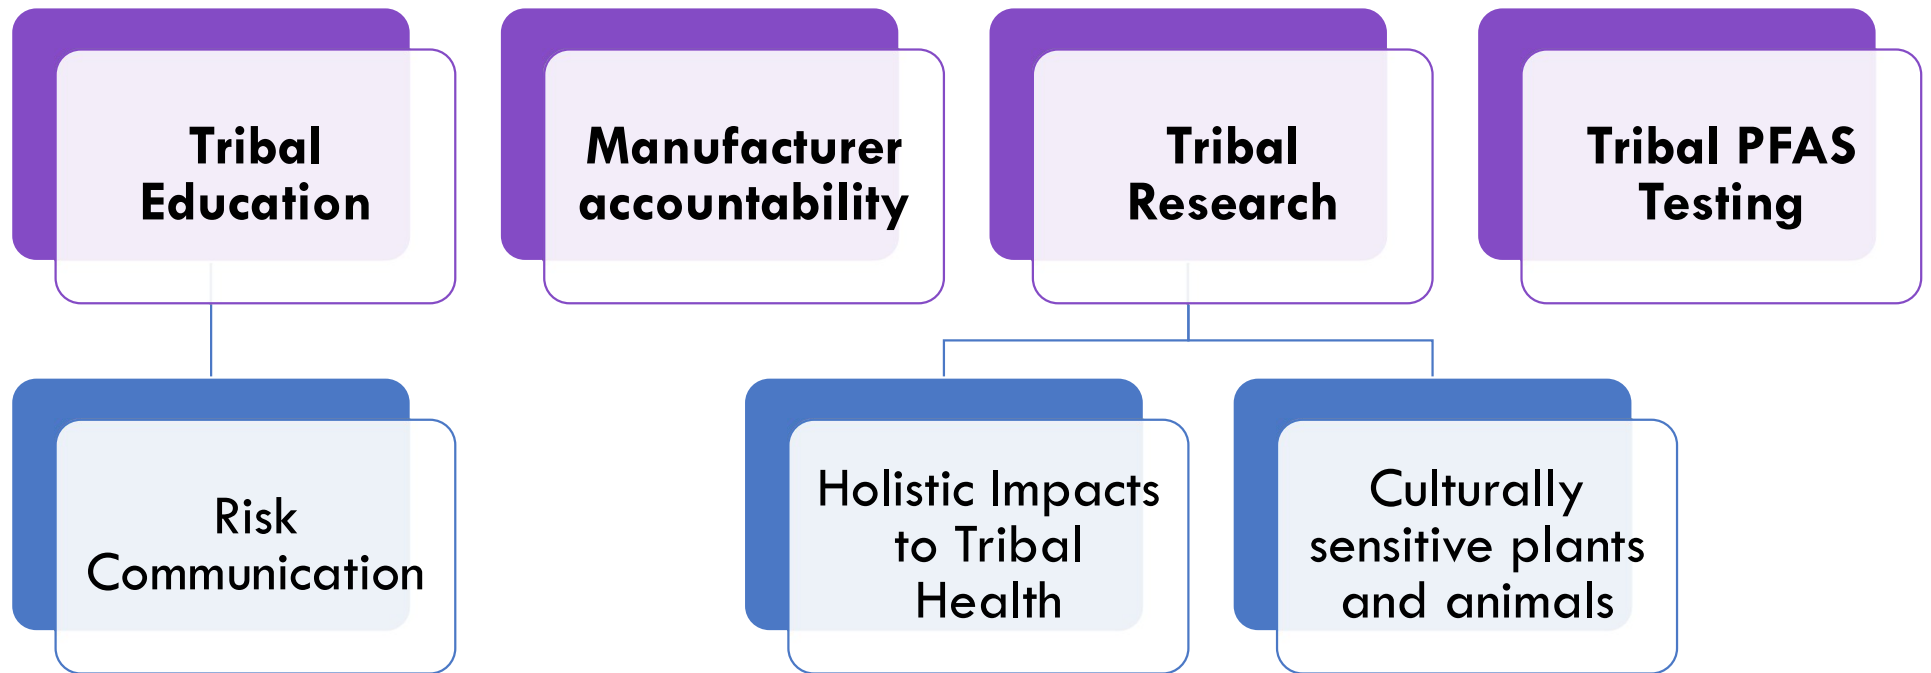 Tribal
Education
Manufacturer
accountability
Tribal
Research
Tribal PFAS
Testing
Risk
Communication
Holistic Impacts
to Tribal
Health
Culturally
sensitive plants
and animals